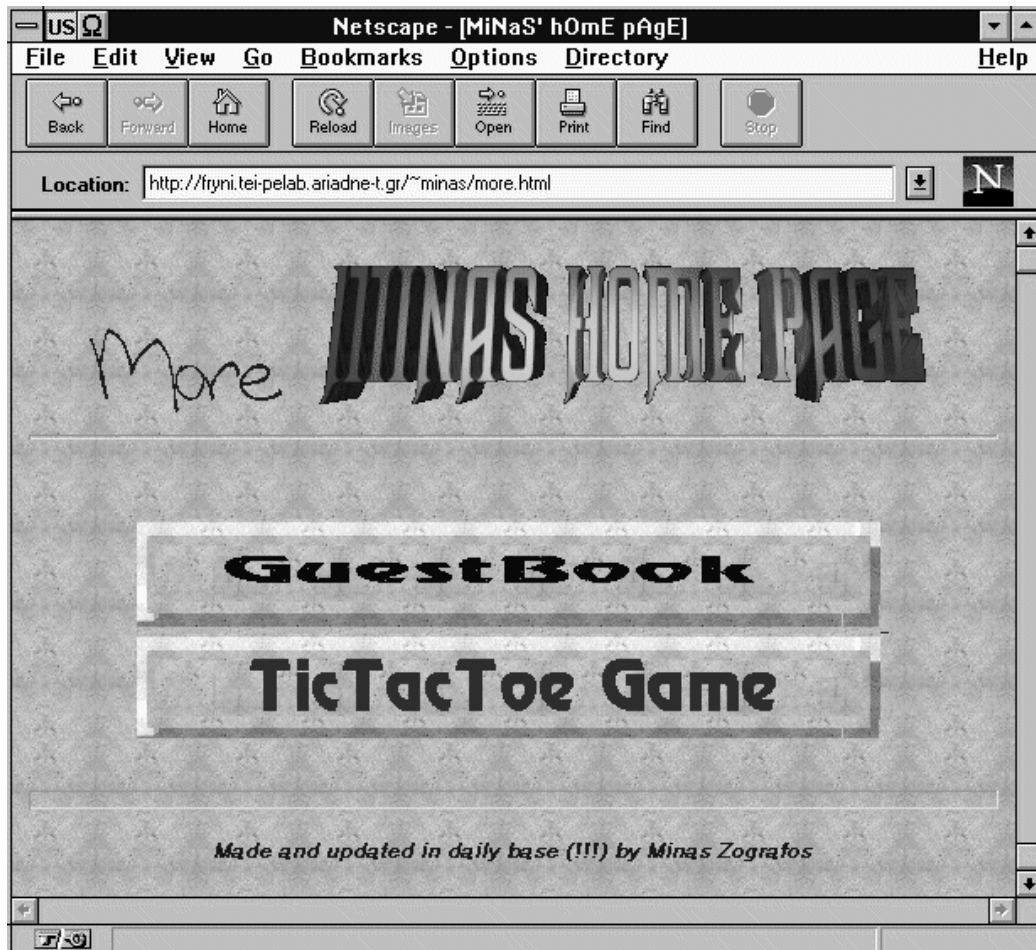 US Ω Netscape - [MiNaS' hOmE pAgE]
File Edit View Go Bookmarks Options Directory Help
Back Forward Home Reload Images Open Print Find Stop
Location: http://fryni.tei-pelab.ariadne-t.gr/~minas/more.html N
More MINAS HOME PAGE
GuestBook
TicTacToe Game
Made and updated in daily base (!!!) by Minas Zografos